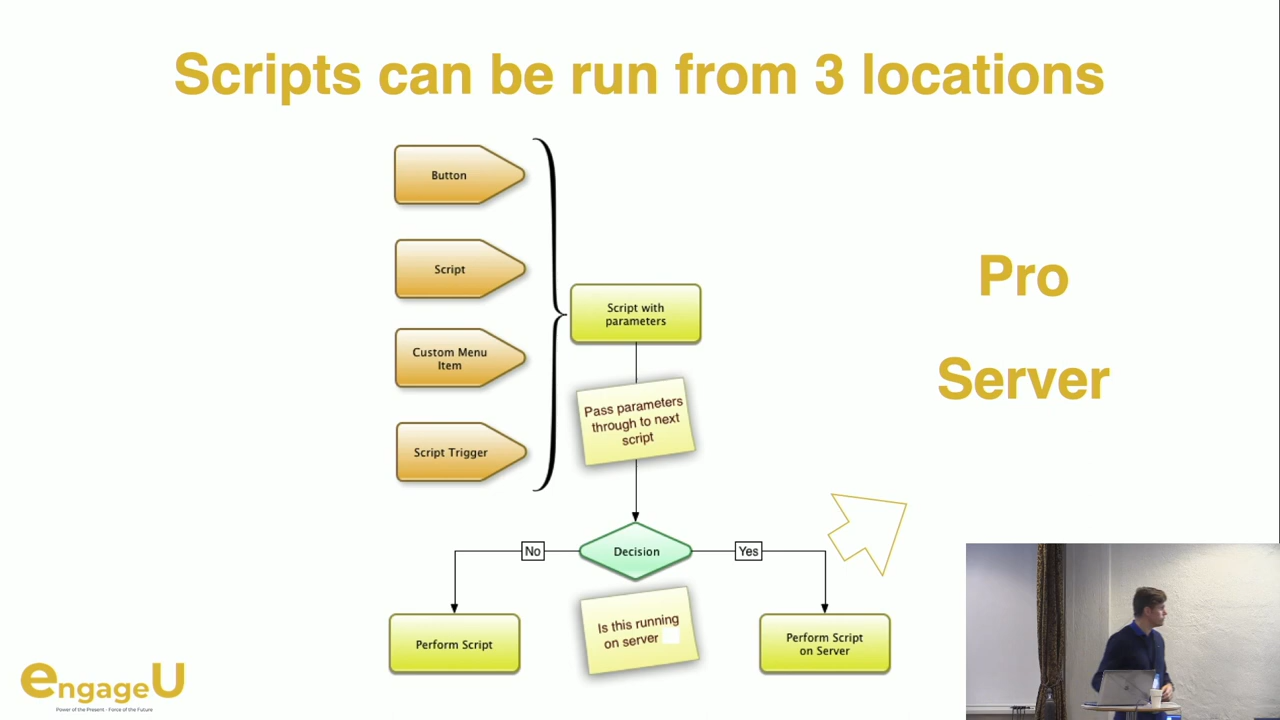 Scripts can be run from 3 locations
Button
Script
Custom Menu
Item
Script Trigger
Script with
parameters
Pass parameters
through to next
script
No
Decision
Yes
Is this running
on server
Perform Script
Perform Script
on Server
Pro
Server
engageU
Power of the Present - Force of the Future